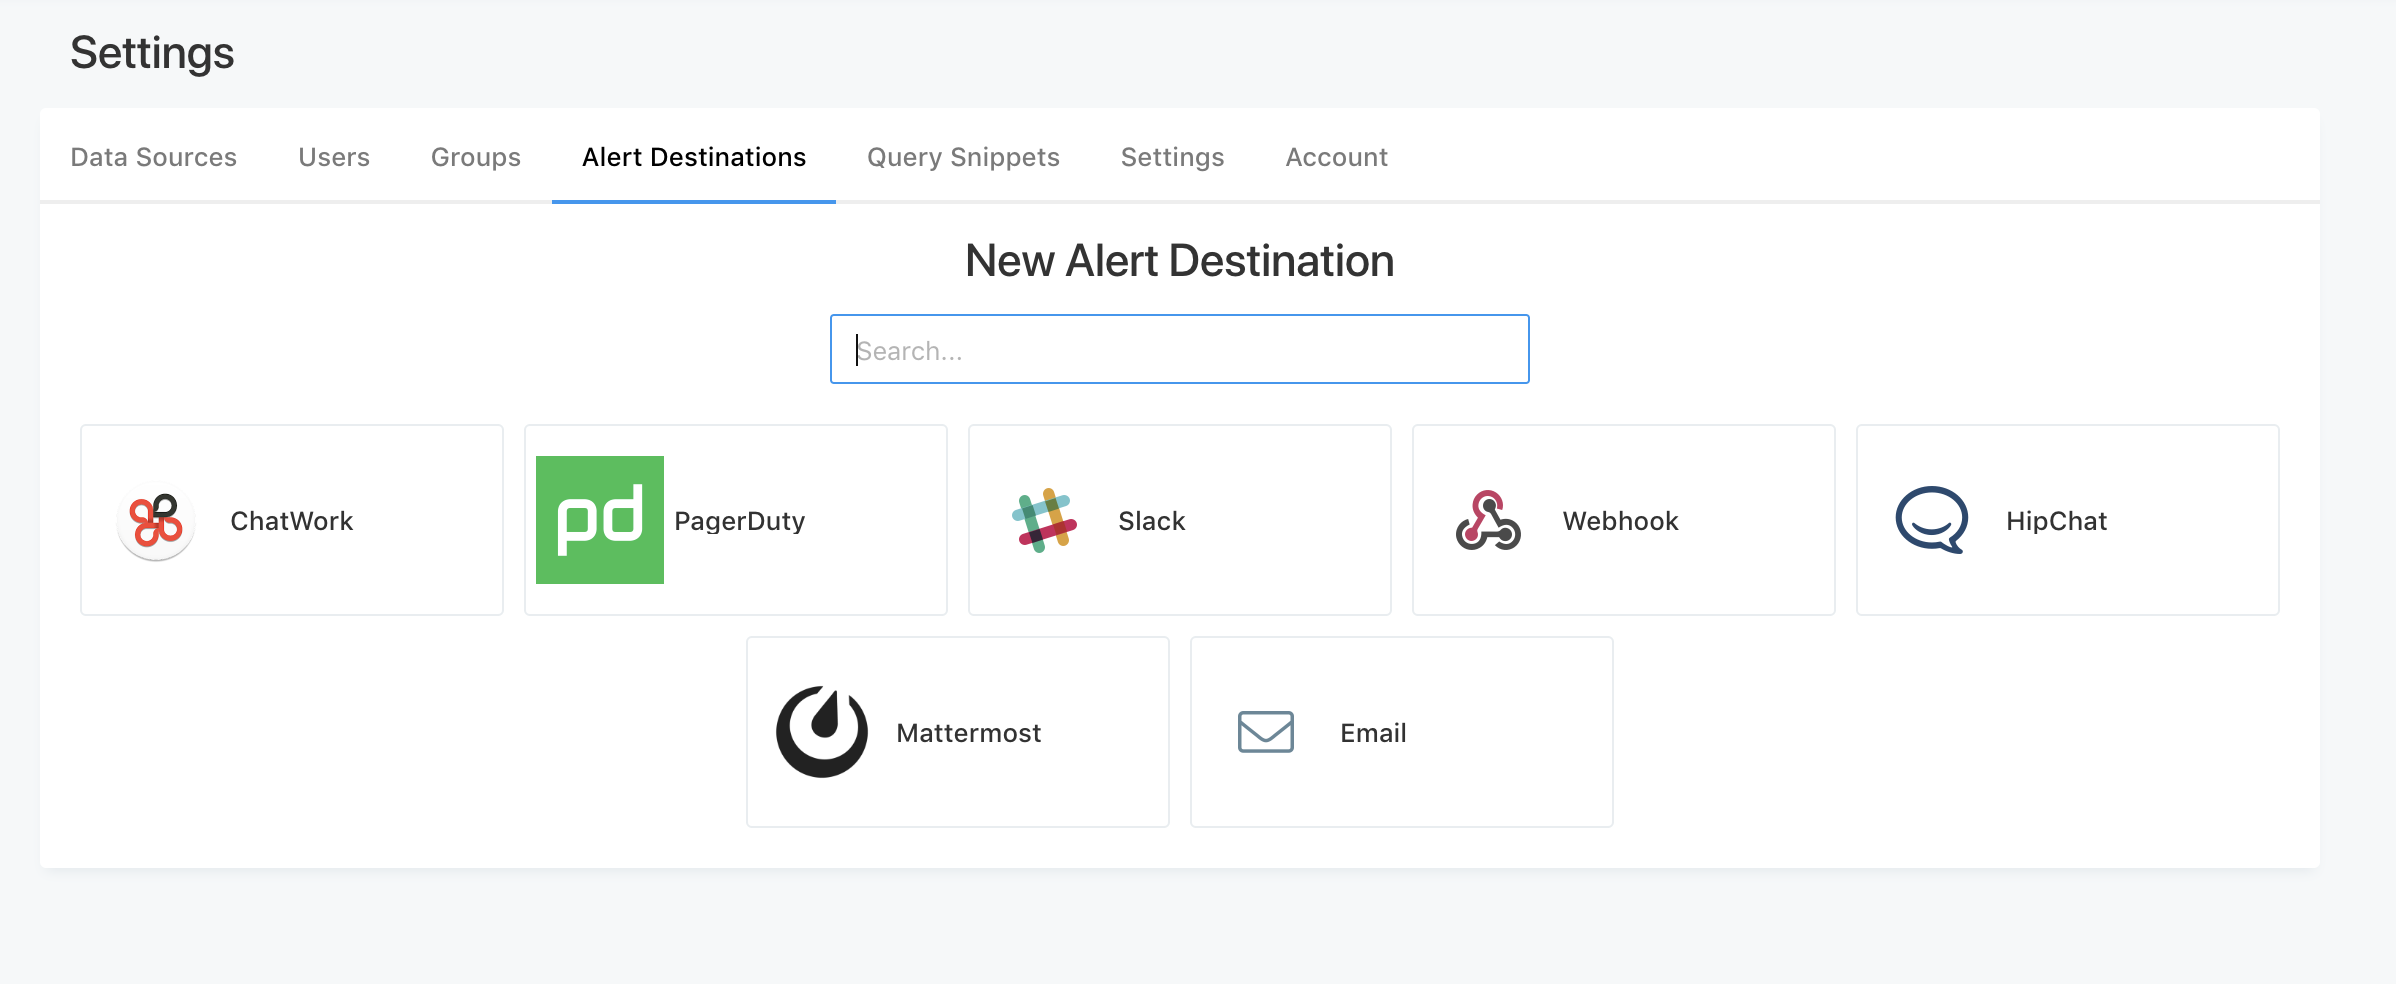 Settings
Data Sources Users Groups Alert Destinations Query Snippets Settings Account
New Alert Destination
Search...
ChatWork pd PagerDuty Slack Webhook HipChat
Mattermost Email